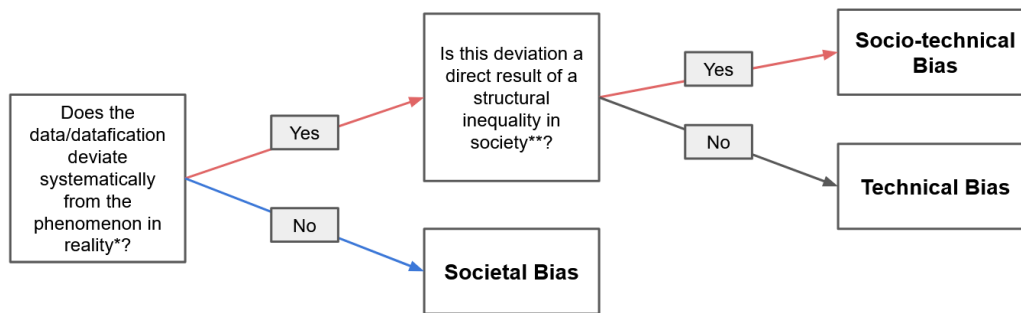 Does the
data/datafication
deviate
systematically
from the
phenomenon in
reality*?
Yes
No
Is this deviation a
direct result of a
structural
inequality in
society**?
Societal Bias
Yes
No
Socio-technical
Bias
Technical Bias